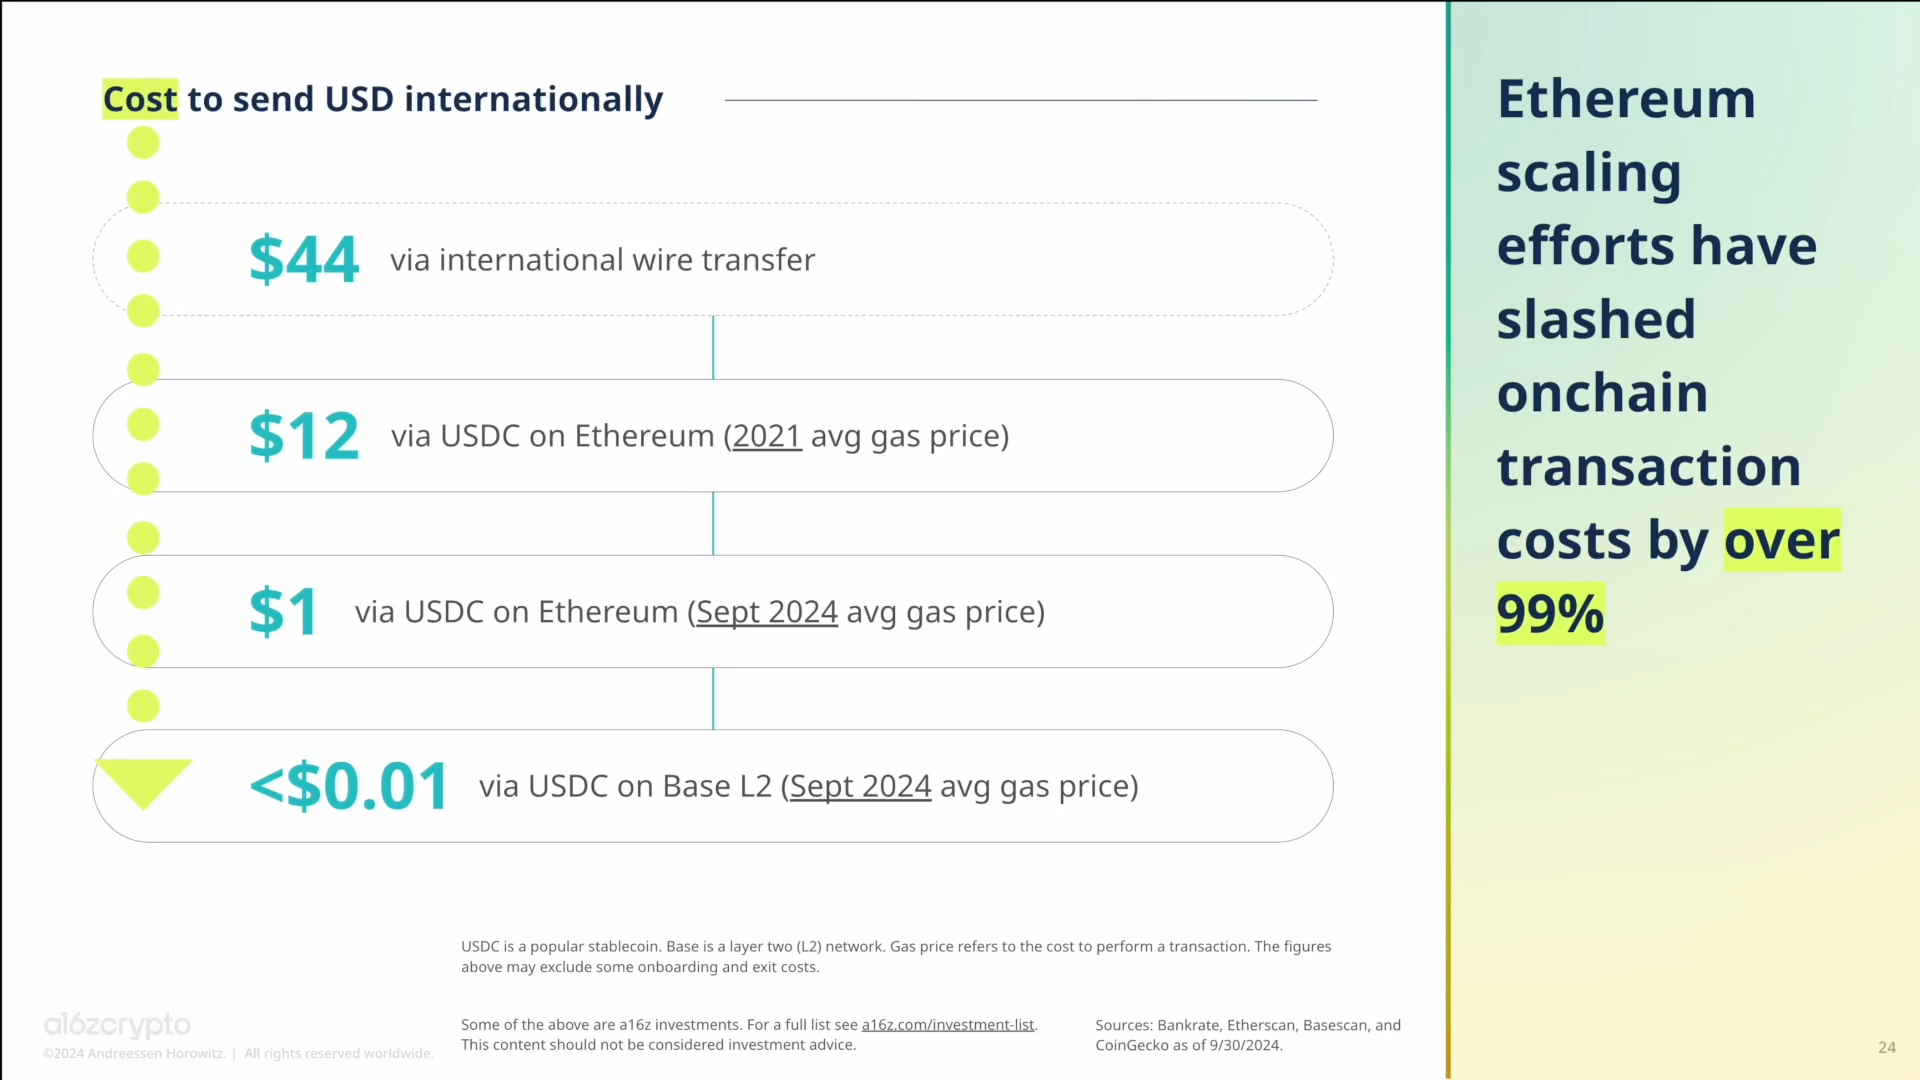 Cost to send USD internationally
$44 via international wire transfer
$12 via USDC on Ethereum (2021 avg gas price)
$1 via USDC on Ethereum (Sept 2024 avg gas price)
<$0.01 via USDC on Base L2 (Sept 2024 avg gas price)
USDC is a popular stablecoin. Base is a layer two (L2) network. Gas price refers to the cost to perform a transaction. The figures
above may exclude some onboarding and exit costs.
a16zcrypto
©2024 Andreessen Horowitz. | All rights reserved worldwide.
Some of the above are a16z investments. For a full list see a16z.com/investment-list.
This content should not be considered investment advice.
Sources: Bankrate, Etherscan, Basescan, and
CoinGecko as of 9/30/2024.
Ethereum
scaling
efforts have
slashed
onchain
transaction
costs by over
99%
24